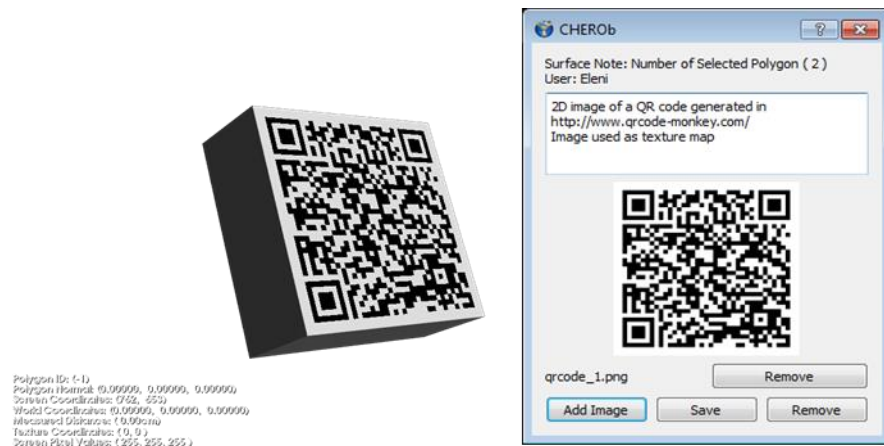 Polygon ID: (-1)
Polygon Normal: (0.00000, 0.00000, 0.00000)
Screen Coordinates: (762, 653)
World Coordinates: (0.00000, 0.00000, 0.00000)
Measured Distance: ( 0.00cm)
Texture Coordinates: ( 0, 0 )
Screen Pixel Values: ( 255, 255, 255 )
CHEROb
Surface Note: Number of Selected Polygon ( 2 )
User: Eleni
2D image of a QR code generated in
http://www.qrcode-monkey.com/
Image used as texture map
qrcode_1.png
Remove
Add Image
Save
Remove